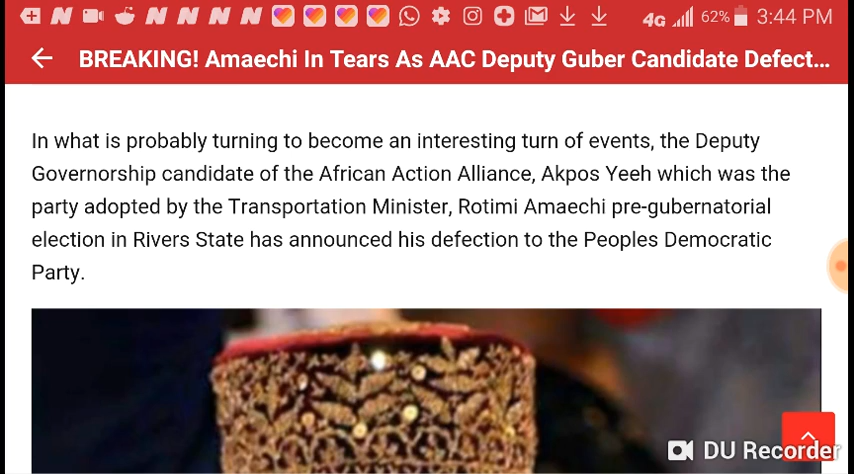 4G 62% 3:44 PM
BREAKING! Amaechi In Tears As AAC Deputy Guber Candidate Defect...
In what is probably turning to become an interesting turn of events, the Deputy
Governorship candidate of the African Action Alliance, Akpos Yeeh which was the
party adopted by the Transportation Minister, Rotimi Amaechi pre-gubernatorial
election in Rivers State has announced his defection to the Peoples Democratic
Party.
DU Recorder